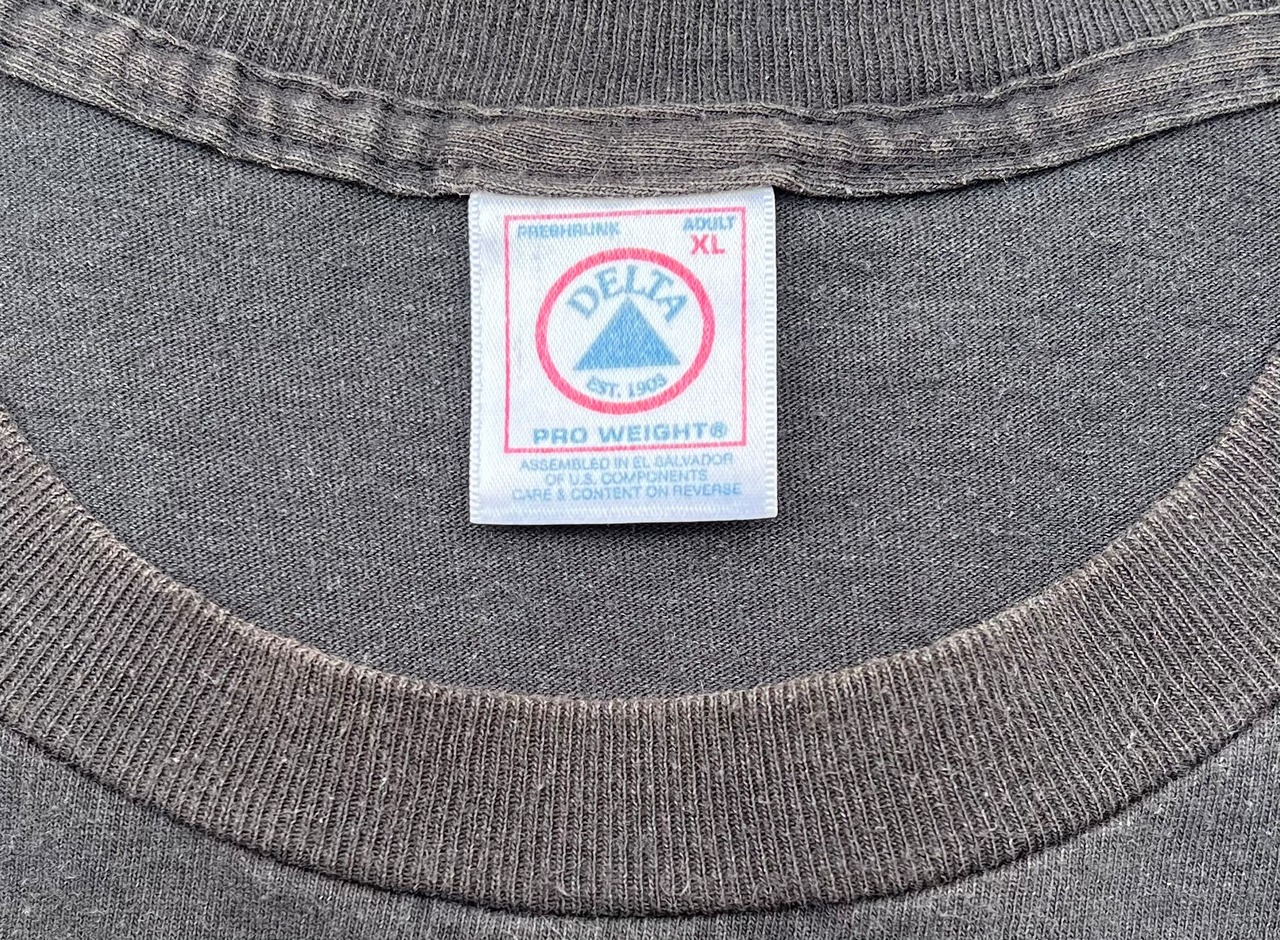 PRESHRUNK ADULT
XL
DELTA
EST. 1903
PRO WEIGHT®
ASSEMBLED IN EL SALVADOR
OF U.S. COMPONENTS
CARE & CONTENT ON REVERSE